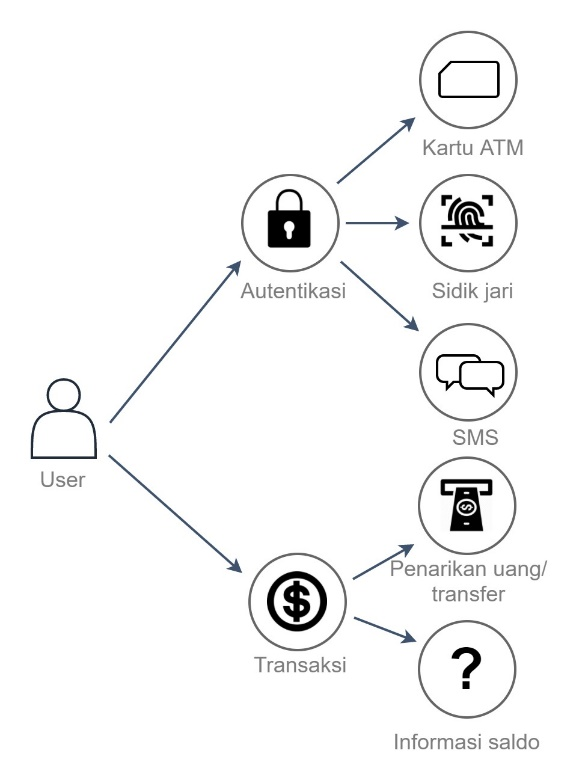 Kartu ATM
Autentikasi
Sidik jari
SMS
User
Penarikan uang/
transfer
$
Transaksi
?
Informasi saldo